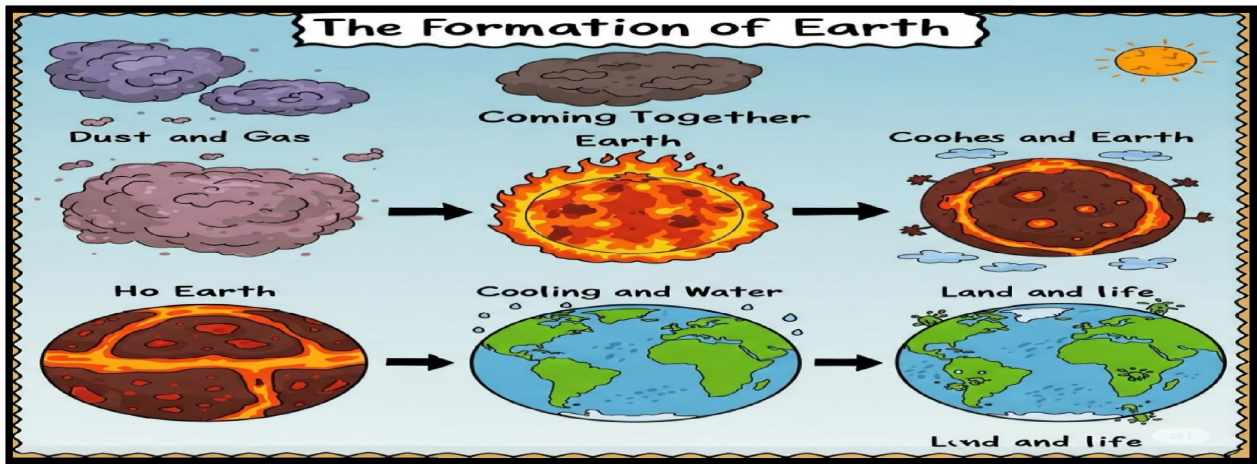 The Formation of Earth
Dust and Gas
Coming Together
Earth
Coohes and Earth
Ho Earth
Cooling and Water
Land and life
Land and life